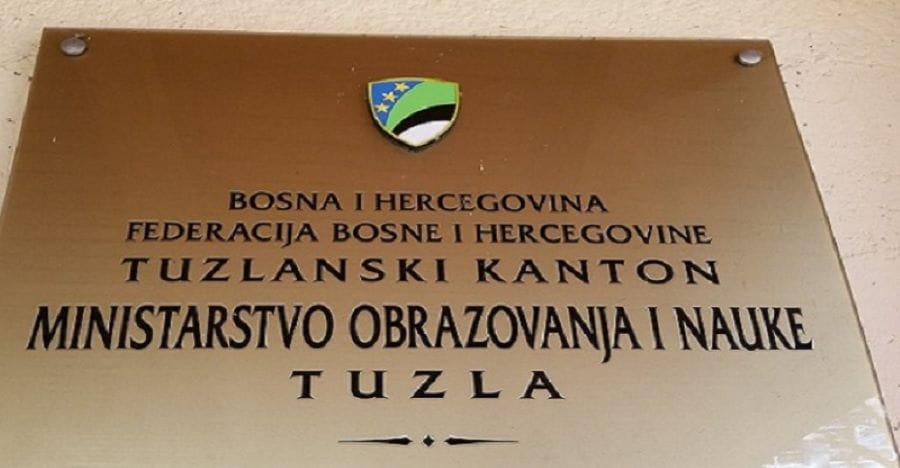 BOSNA I HERCEGOVINA
FEDERACIJA BOSNE I HERCEGOVINE
TUZLANSKI KANTON
MINISTARSTVO OBRAZOVANJA I NAUKE
TUZLA